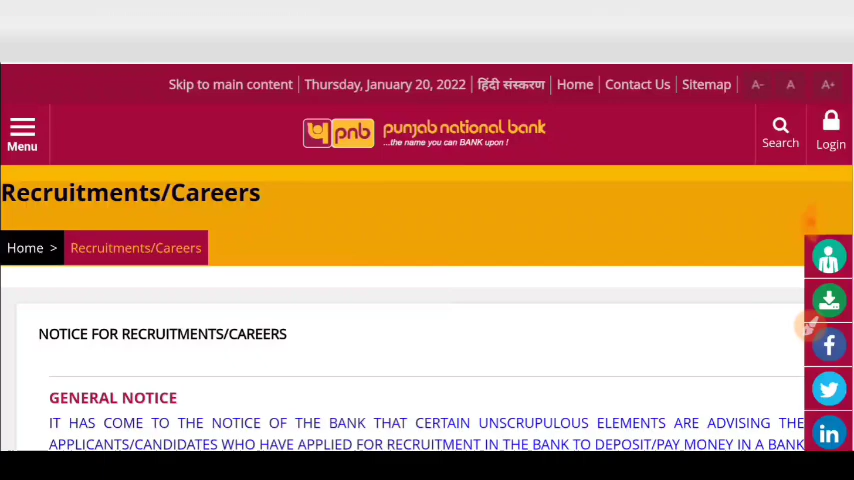 Skip to main content Thursday, January 20, 2022 हिंदी संस्करण Home Contact Us Sitemap A- A A+
Menu
पu pnb punjab national bank
...the name you can BANK upon !
Search
Login
Recruitments/Careers
Home > Recruitments/Careers
NOTICE FOR RECRUITMENTS/CAREERS
GENERAL NOTICE
IT HAS COME TO THE NOTICE OF THE BANK THAT CERTAIN UNSCRUPULOUS ELEMENTS ARE ADVISING THE
APPLICANTS/CANDIDATES WHO HAVE APPLIED FOR RECRUITMENT IN THE BANK TO DEPOSIT/PAY MONEY IN A BANK